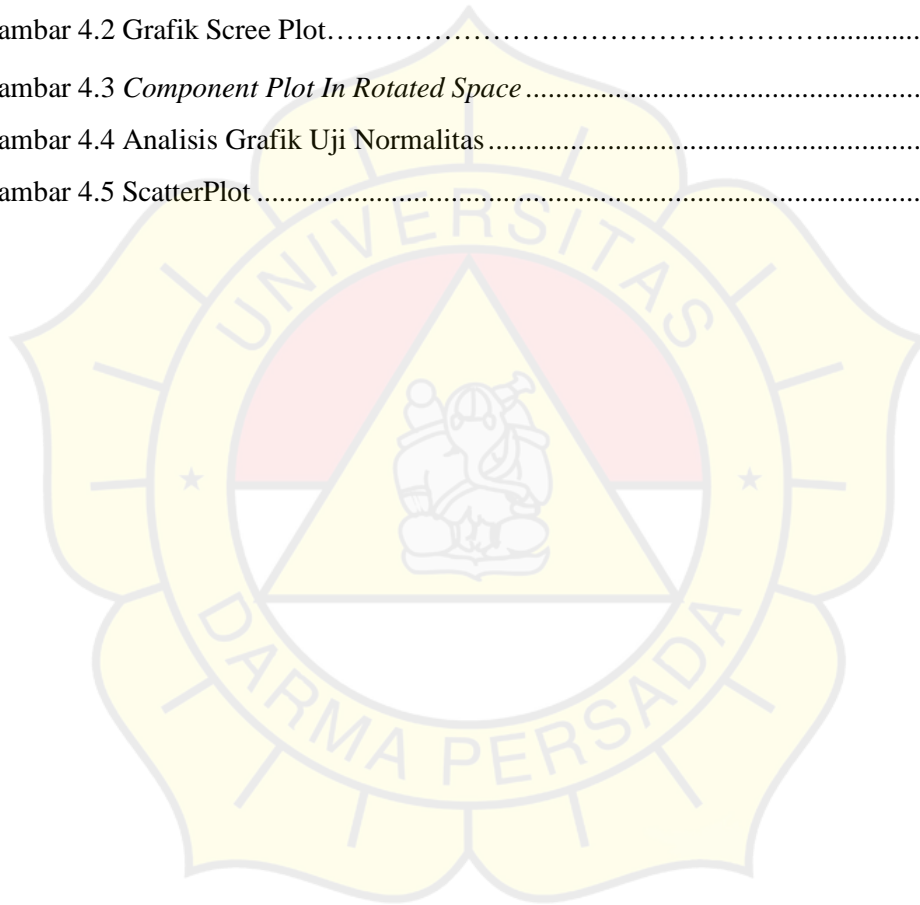 ambar 4.2 Grafik Scree Plot……………………………………………………............
ambar 4.3 Component Plot In Rotated Space..............................................................
ambar 4.4 Analisis Grafik Uji Normalitas....................................................................
ambar 4.5 ScatterPlot ..................................................................................................
UNIVERSITAS
DARMA PERSADA